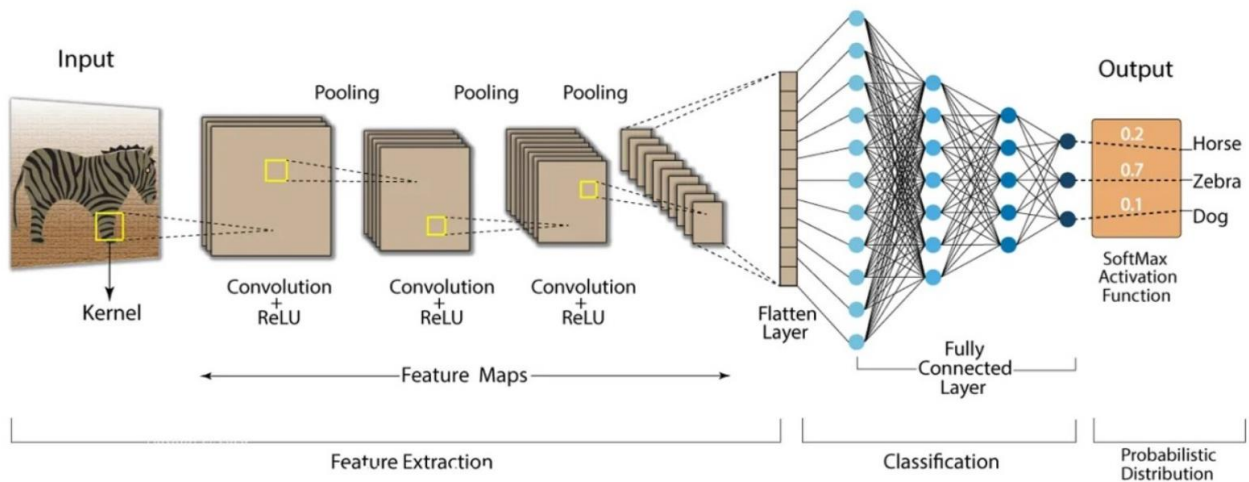 Input
Output
Pooling
Pooling
Pooling
0.2
Horse
0.7
Zebra
0.1
Dog
Kernel
Convolution
+
ReLU
Convolution
+
ReLU
Convolution
+
ReLU
Flatten
Layer
SoftMax
Activation
Function
Feature Maps
Fully
Connected
Layer
Feature Extraction
Classification
Probabilistic
Distribution